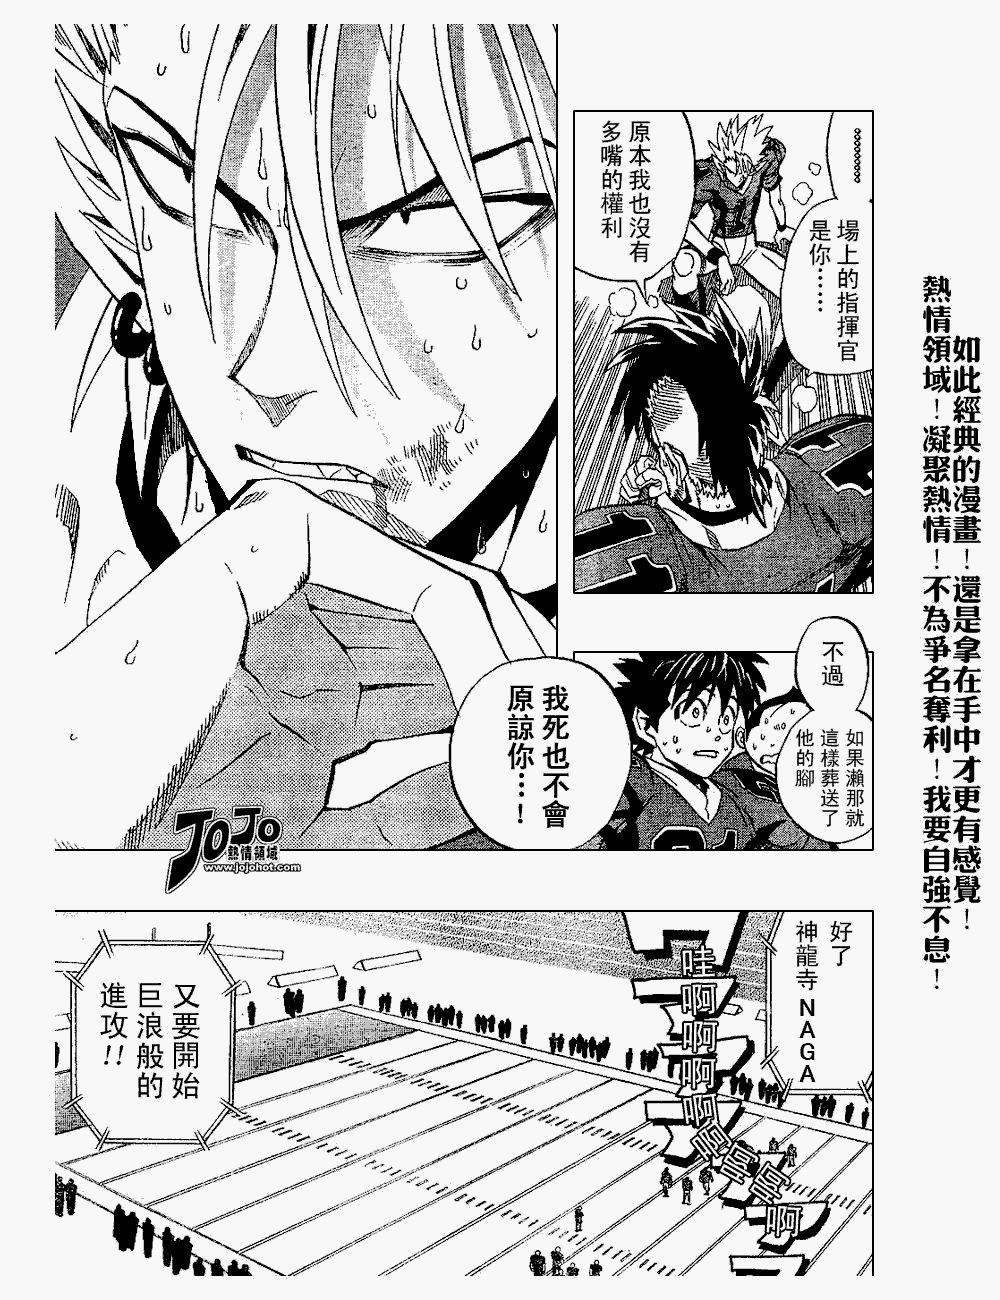 …………
場上的指揮官
是你……
原本我也沒有
多嘴的權利
不過
如果瀨那就
這樣葬送了
他的腳
我死也不會
原諒你…！
好了
神龍寺NAGA
哇啊啊啊啊啊啊啊啊
又要開始
巨浪般的
進攻!!
如此經典的漫畫！還是拿在手中才更有感覺！
熱情領域！凝聚熱情！不為爭名奪利！我要自強不息！
JOJO
熱情領域
www.jojohot.com